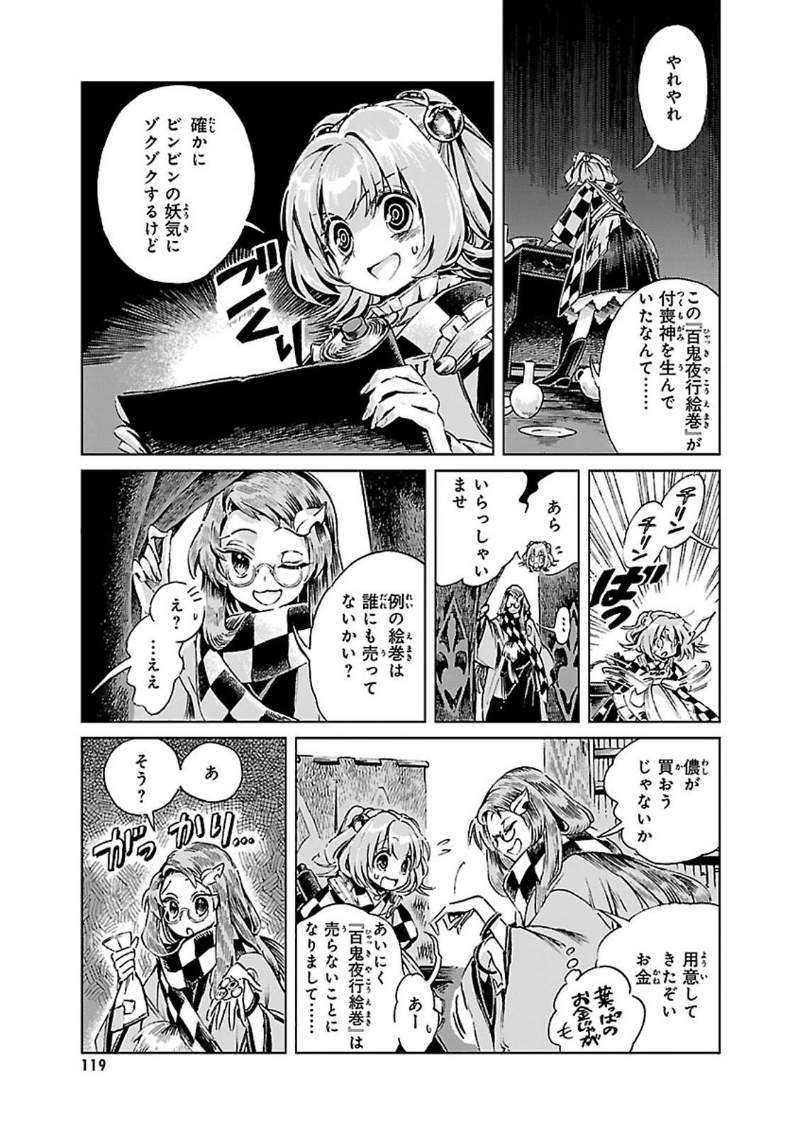 やれやれ
この『百鬼夜行絵巻』が
付喪神を生んで
いたなんて……
確かに
ビンビンの妖気に
ゾクゾクするけど
ぞくり
チリン
チリン
ばっ
あら
いらっしゃい
ませ
…
例の絵巻は
誰にも売って
ないかい?
え?
…ええ
儂が
買おう
じゃないか
用意して
きたぞい
お金
葉っぱの
お金じゃが
も
あー
あいにく
『百鬼夜行絵巻』は
売らないことに
なりまして……
あ
そう?
がっかり…
119